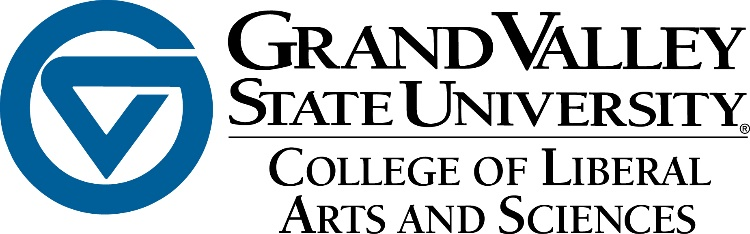 GRAND VALLEY
STATE UNIVERSITY®
COLLEGE OF LIBERAL
ARTS AND SCIENCES